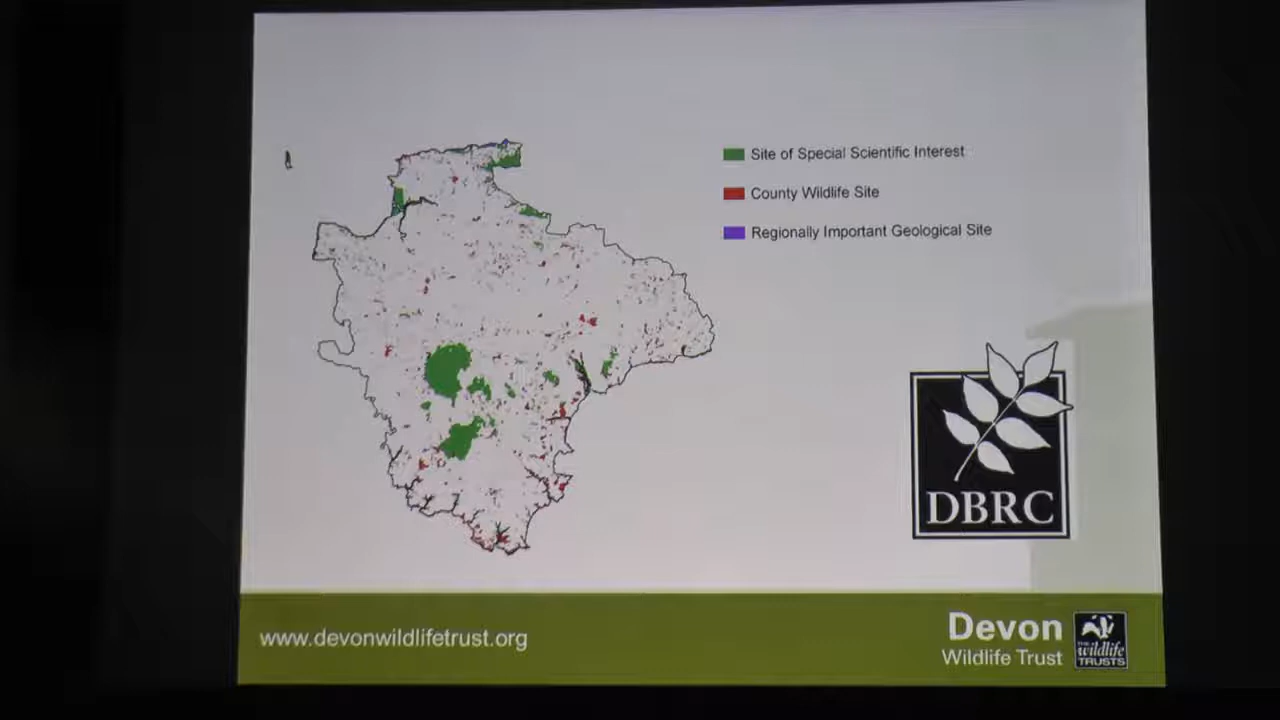 Site of Special Scientific Interest
County Wildlife Site
Regionally Important Geological Site
DBRC
www.devonwildlifetrust.org
Devon
Wildlife Trust
THE
wildlife
TRUSTS